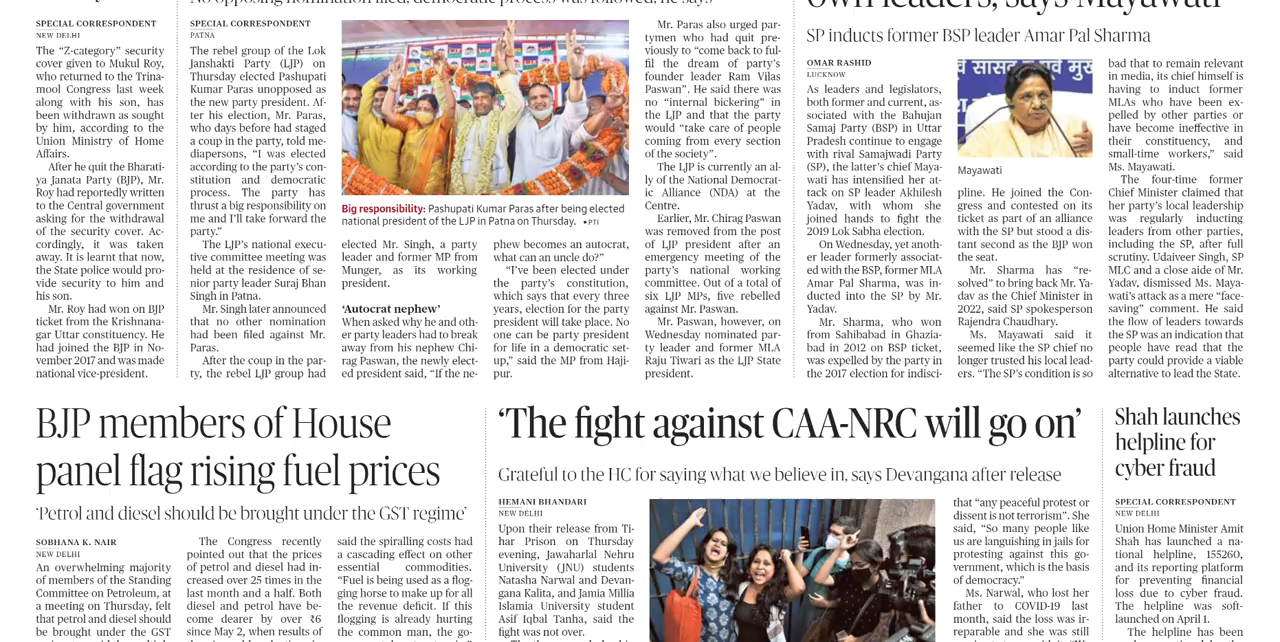 SPECIAL CORRESPONDENT
NEW DELHI
The “Z-category” security
cover given to Mukul Roy,
who returned to the Trina-
mool Congress last week
along with his son, has
been withdrawn as sought
by him, according to the
Union Ministry of Home
Affairs.
After he quit the Bharati-
ya Janata Party (BJP), Mr.
Roy had reportedly written
to the Central government
asking for the withdrawal
of the security cover. Ac-
cordingly, it was taken
away. It is learnt that now,
the State police would pro-
vide security to him and
his son.
Mr. Roy had won on BJP
ticket from the Krishnana-
gar Uttar constituency. He
had joined the BJP in No-
vember 2017 and was made
national vice-president.
No opposing nomination filed, democratic process was followed, he says
SPECIAL CORRESPONDENT
PATNA
The rebel group of the Lok
Janshakti Party (LJP) on
Thursday elected Pashupati
Kumar Paras unopposed as
the new party president. Af-
ter his election, Mr. Paras,
who days before had staged
a coup in the party, told me-
diapersons, “I was elected
according to the party’s con-
stitution and democratic
process. The party has
thrust a big responsibility on
me and I’ll take forward the
party.”
The LJP’s national execu-
tive committee meeting was
held at the residence of se-
nior party leader Suraj Bhan
Singh in Patna.
Mr. Singh later announced
that no other nomination
had been filed against Mr.
Paras.
After the coup in the par-
ty, the rebel LJP group had
Big responsibility: Pashupati Kumar Paras after being elected
national president of the LJP in Patna on Thursday. ▪PTI
elected Mr. Singh, a party
leader and former MP from
Munger, as its working
president.
‘Autocrat nephew’
When asked why he and oth-
er party leaders had to break
away from his nephew Chi-
rag Paswan, the newly elect-
ed president said, “If the ne-
phew becomes an autocrat,
what can an uncle do?”
“I’ve been elected under
the party’s constitution,
which says that every three
years, election for the party
president will take place. No
one can be party president
for life in a democratic set-
up,” said the MP from Haji-
pur.
Mr. Paras also urged par-
tymen who had quit pre-
viously to “come back to ful-
fil the dream of party’s
founder leader Ram Vilas
Paswan”. He said there was
no “internal bickering” in
the LJP and that the party
would “take care of people
coming from every section
of the society”.
The LJP is currently an al-
ly of the National Democrat-
ic Alliance (NDA) at the
Centre.
Earlier, Mr. Chirag Paswan
was removed from the post
of LJP president after an
emergency meeting of the
party’s national working
committee. Out of a total of
six LJP MPs, five rebelled
against Mr. Paswan.
Mr. Paswan, however, on
Wednesday nominated par-
ty leader and former MLA
Raju Tiwari as the LJP State
president.
own leaders, says Mayawati
SP inducts former BSP leader Amar Pal Sharma
OMAR RASHID
LUCKNOW
As leaders and legislators,
both former and current, as-
sociated with the Bahujan
Samaj Party (BSP) in Uttar
Pradesh continue to engage
with rival Samajwadi Party
(SP), the latter’s chief Maya-
wati has intensified her at-
tack on SP leader Akhilesh
Yadav, with whom she
joined hands to fight the
2019 Lok Sabha election.
On Wednesday, yet anoth-
er leader formerly associat-
ed with the BSP, former MLA
Amar Pal Sharma, was in-
ducted into the SP by Mr.
Yadav.
Mr. Sharma, who won
from Sahibabad in Ghazia-
bad in 2012 on BSP ticket,
was expelled by the party in
the 2017 election for indisci-
Mayawati
pline. He joined the Con-
gress and contested on its
ticket as part of an alliance
with the SP but stood a dis-
tant second as the BJP won
the seat.
Mr. Sharma has “re-
solved” to bring back Mr. Ya-
dav as the Chief Minister in
2022, said SP spokesperson
Rajendra Chaudhary.
Ms. Mayawati said it
seemed like the SP chief no
longer trusted his local lead-
ers. “The SP’s condition is so
bad that to remain relevant
in media, its chief himself is
having to induct former
MLAs who have been ex-
pelled by other parties or
have become ineffective in
their constituency, and
small-time workers,” said
Ms. Mayawati.
The four-time former
Chief Minister claimed that
her party’s local leadership
was regularly inducting
leaders from other parties,
including the SP, after full
scrutiny. Udaiveer Singh, SP
MLC and a close aide of Mr.
Yadav, dismissed Ms. Maya-
wati’s attack as a mere “face-
saving” comment. He said
the flow of leaders towards
the SP was an indication that
people have read that the
party could provide a viable
alternative to lead the State.
BJP members of House
panel flag rising fuel prices
‘Petrol and diesel should be brought under the GST regime’
SOBHANA K. NAIR
NEW DELHI
An overwhelming majority
of members of the Standing
Committee on Petroleum, at
a meeting on Thursday, felt
that petrol and diesel should
be brought under the GST
The Congress recently
pointed out that the prices
of petrol and diesel had in-
creased over 25 times in the
last month and a half. Both
diesel and petrol have be-
come dearer by over ₹6
since May 2, when results of
said the spiralling costs had
a cascading effect on other
essential commodities.
“Fuel is being used as a flog-
ging horse to make up for all
the revenue deficit. If this
flogging is already hurting
the common man, the go-
‘The fight against CAA-NRC will go on’
Grateful to the HC for saying what we believe in, says Devangana after release
HEMANI BHANDARI
NEW DELHI
Upon their release from Ti-
har Prison on Thursday
evening, Jawaharlal Nehru
University (JNU) students
Natasha Narwal and Devan-
gana Kalita, and Jamia Millia
Islamia University student
Asif Iqbal Tanha, said the
fight was not over.
that “any peaceful protest or
dissent is not terrorism”. She
said, “So many people like
us are languishing in jails for
protesting against this go-
vernment, which is the basis
of democracy.”
Ms. Narwal, who lost her
father to COVID-19 last
month, said the loss was ir-
reparable and she was still
Shah launches
helpline for
cyber fraud
SPECIAL CORRESPONDENT
NEW DELHI
Union Home Minister Amit
Shah has launched a na-
tional helpline, 155260,
and its reporting platform
for preventing financial
loss due to cyber fraud.
The helpline was soft-
launched on April 1.
The helpline has been